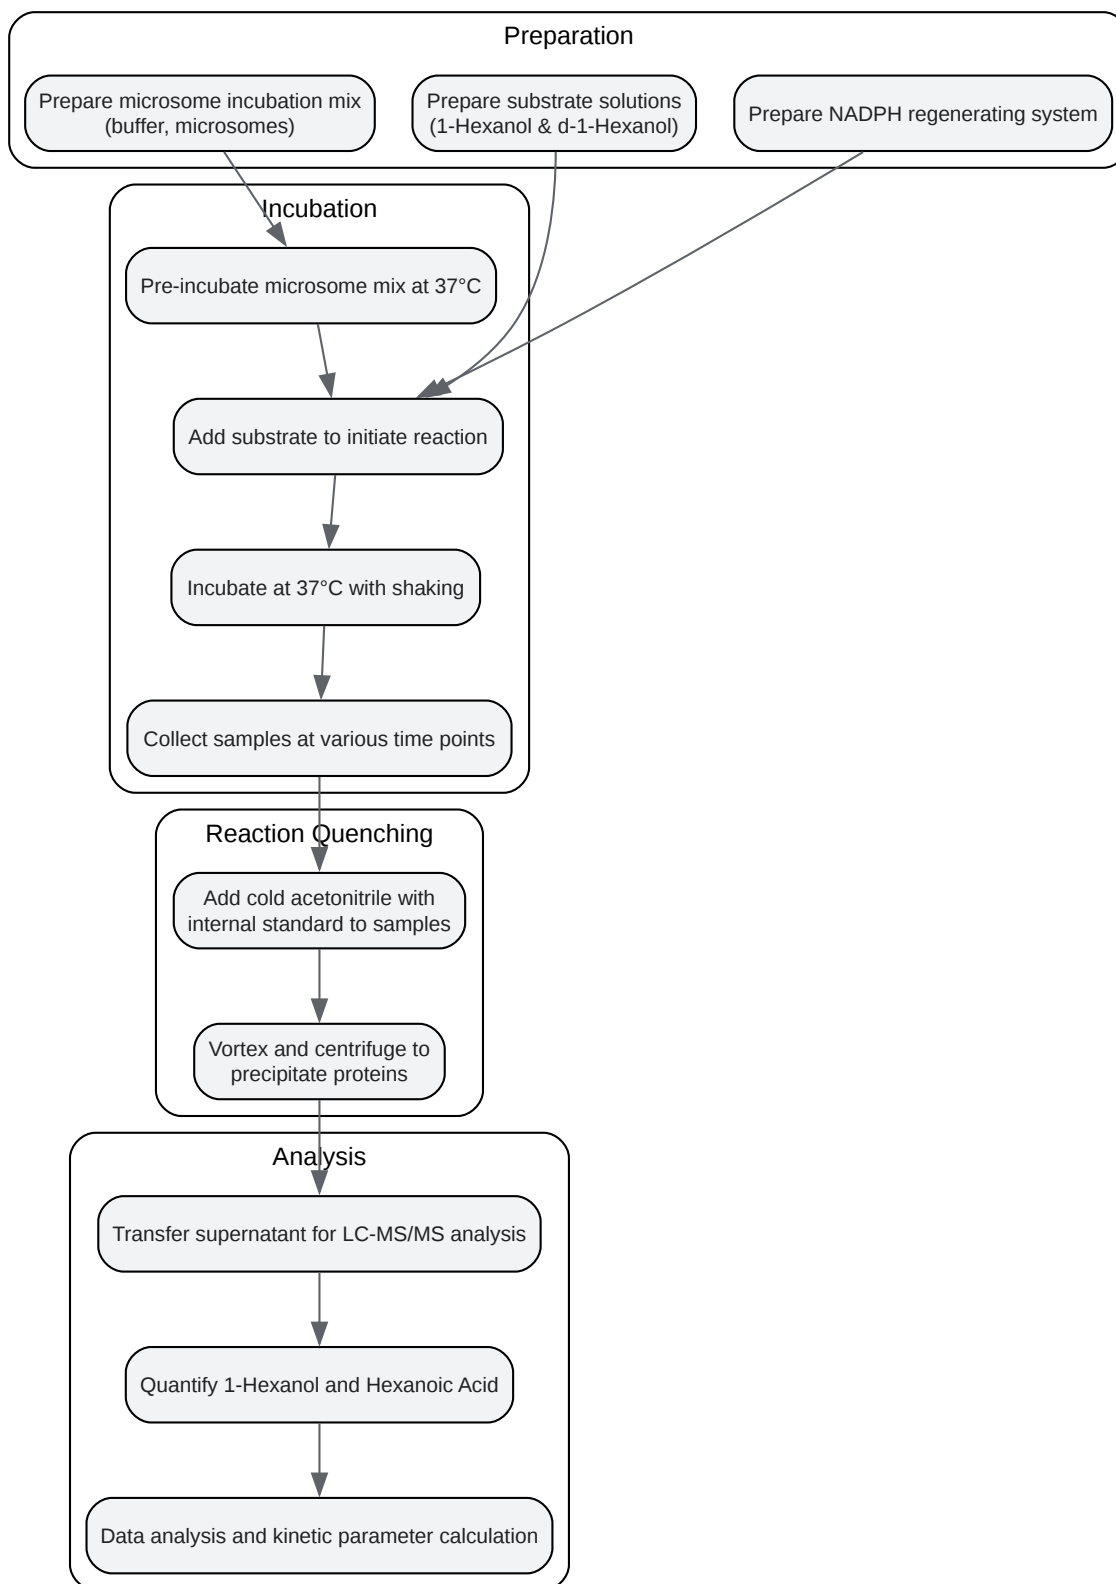 Preparation
Prepare microsome incubation mix
(buffer, microsomes)
Prepare substrate solutions
(1-Hexanol & d-1-Hexanol)
Prepare NADPH regenerating system
Incubation
Pre-incubate microsome mix at 37°C
Add substrate to initiate reaction
Incubate at 37°C with shaking
Collect samples at various time points
Reaction Quenching
Add cold acetonitrile with
internal standard to samples
Vortex and centrifuge to
precipitate proteins
Analysis
Transfer supernatant for LC-MS/MS analysis
Quantify 1-Hexanol and Hexanoic Acid
Data analysis and kinetic parameter calculation